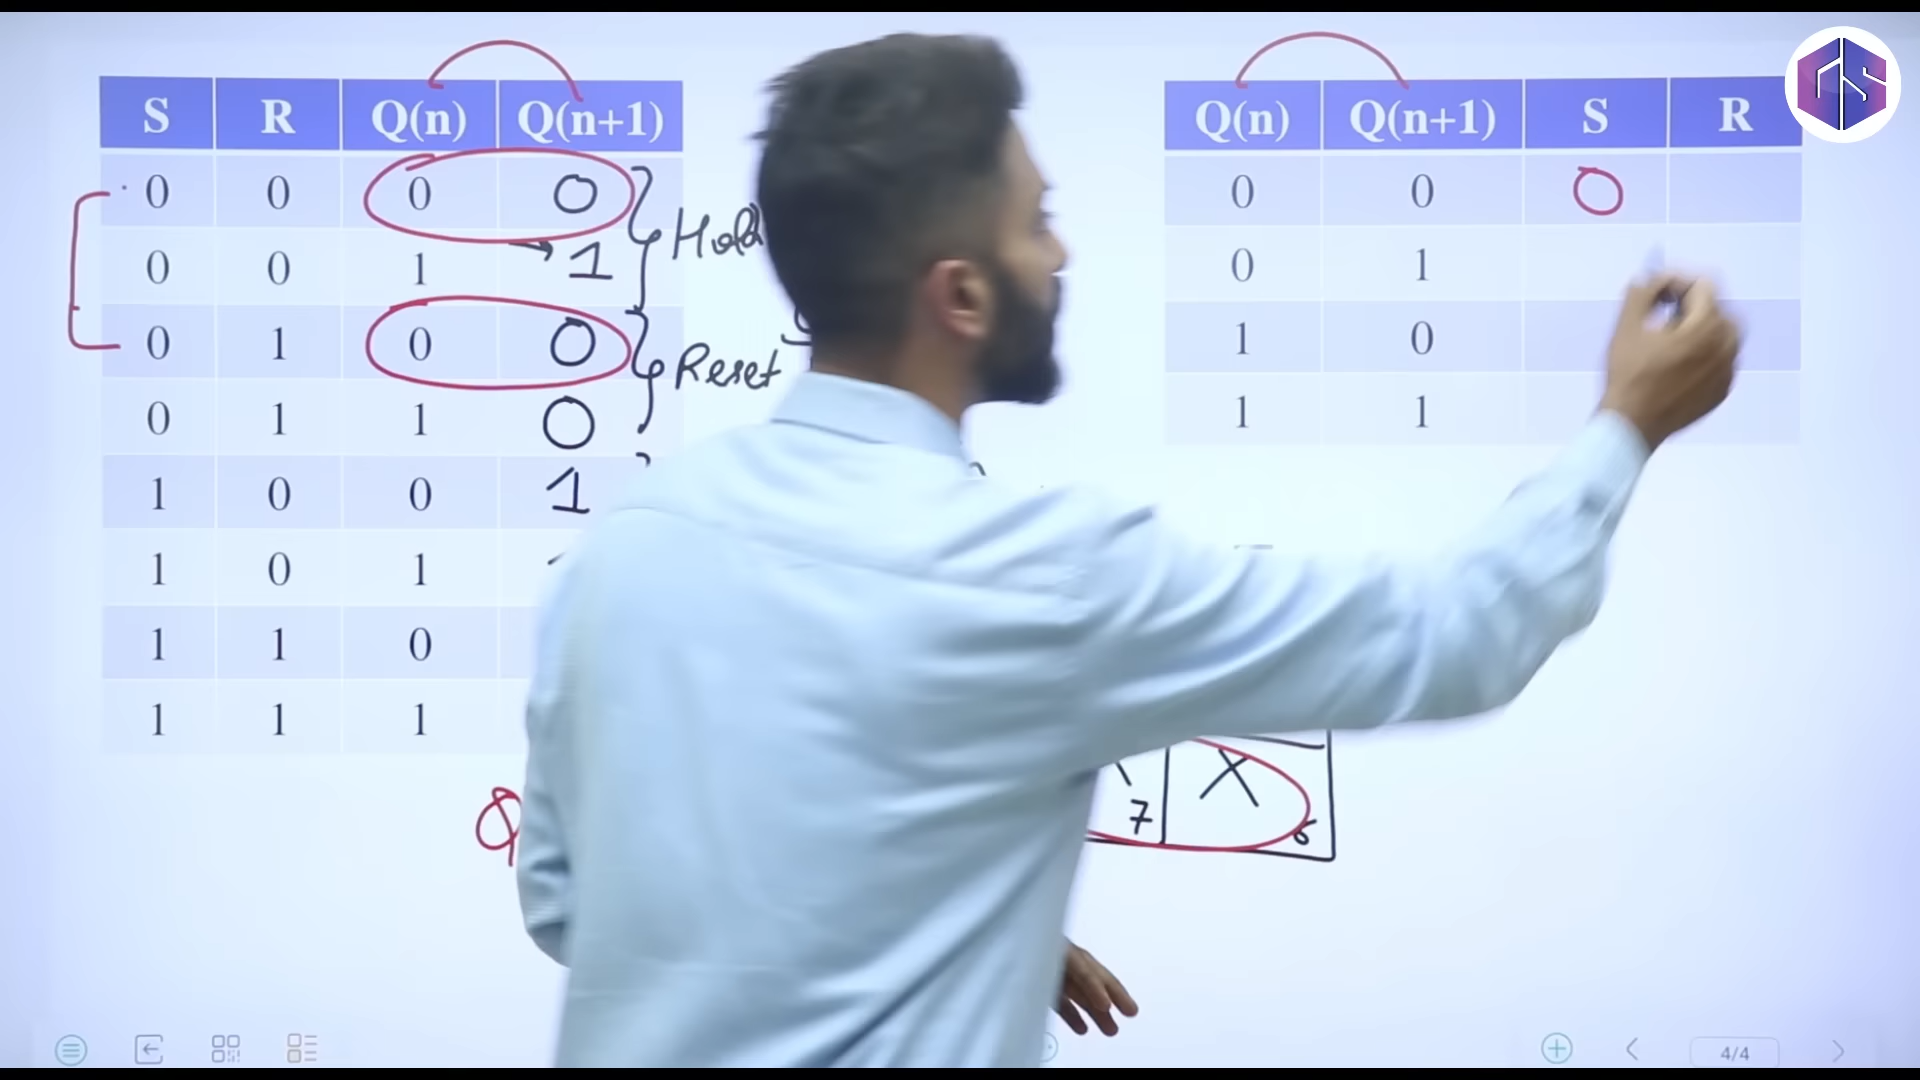 S R Q(n) Q(n+1)
0 0 0 0
0 0 1 1
Hold
0 1 0 0
0 1 1 0
Reset
1 0 0 1
1 0 1
1 1 0
1 1 1
Q(n) Q(n+1) S R
0 0 0
0 1
1 0
1 1
Q
7 X 6
4/4